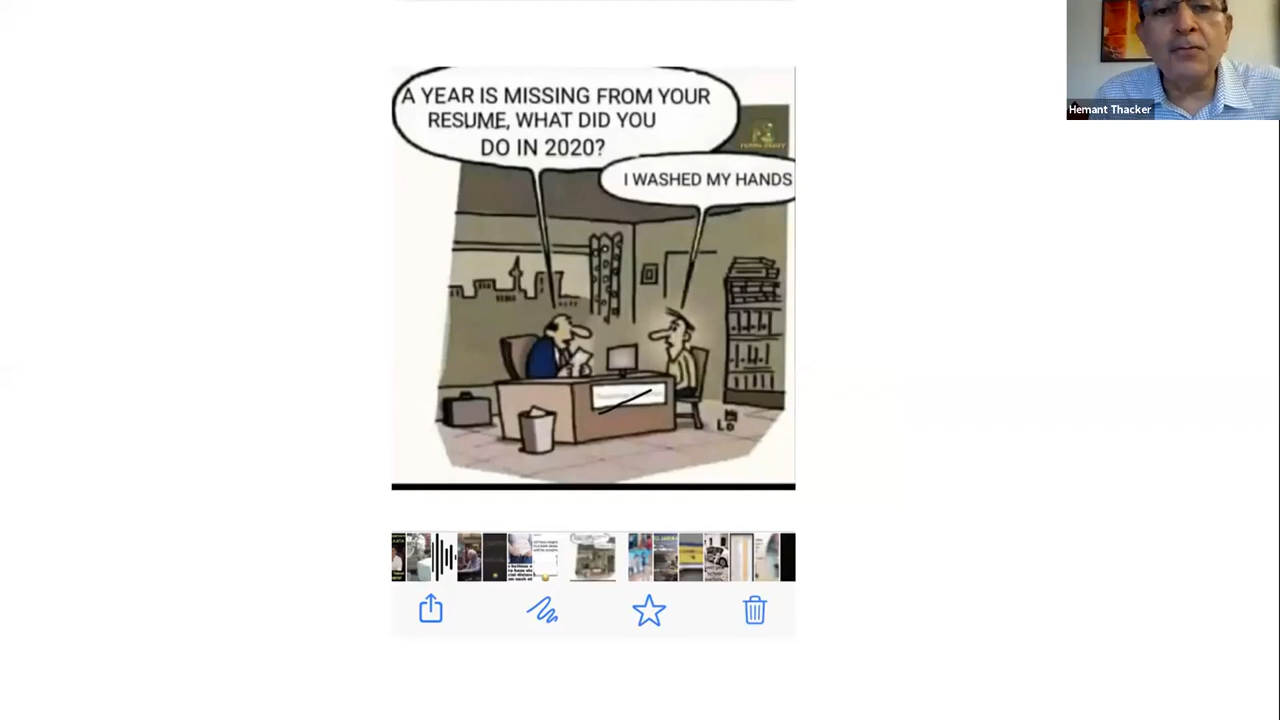 A YEAR IS MISSING FROM YOUR
RESUME, WHAT DID YOU
DO IN 2020?
I WASHED MY HANDS
Hemant Thacker